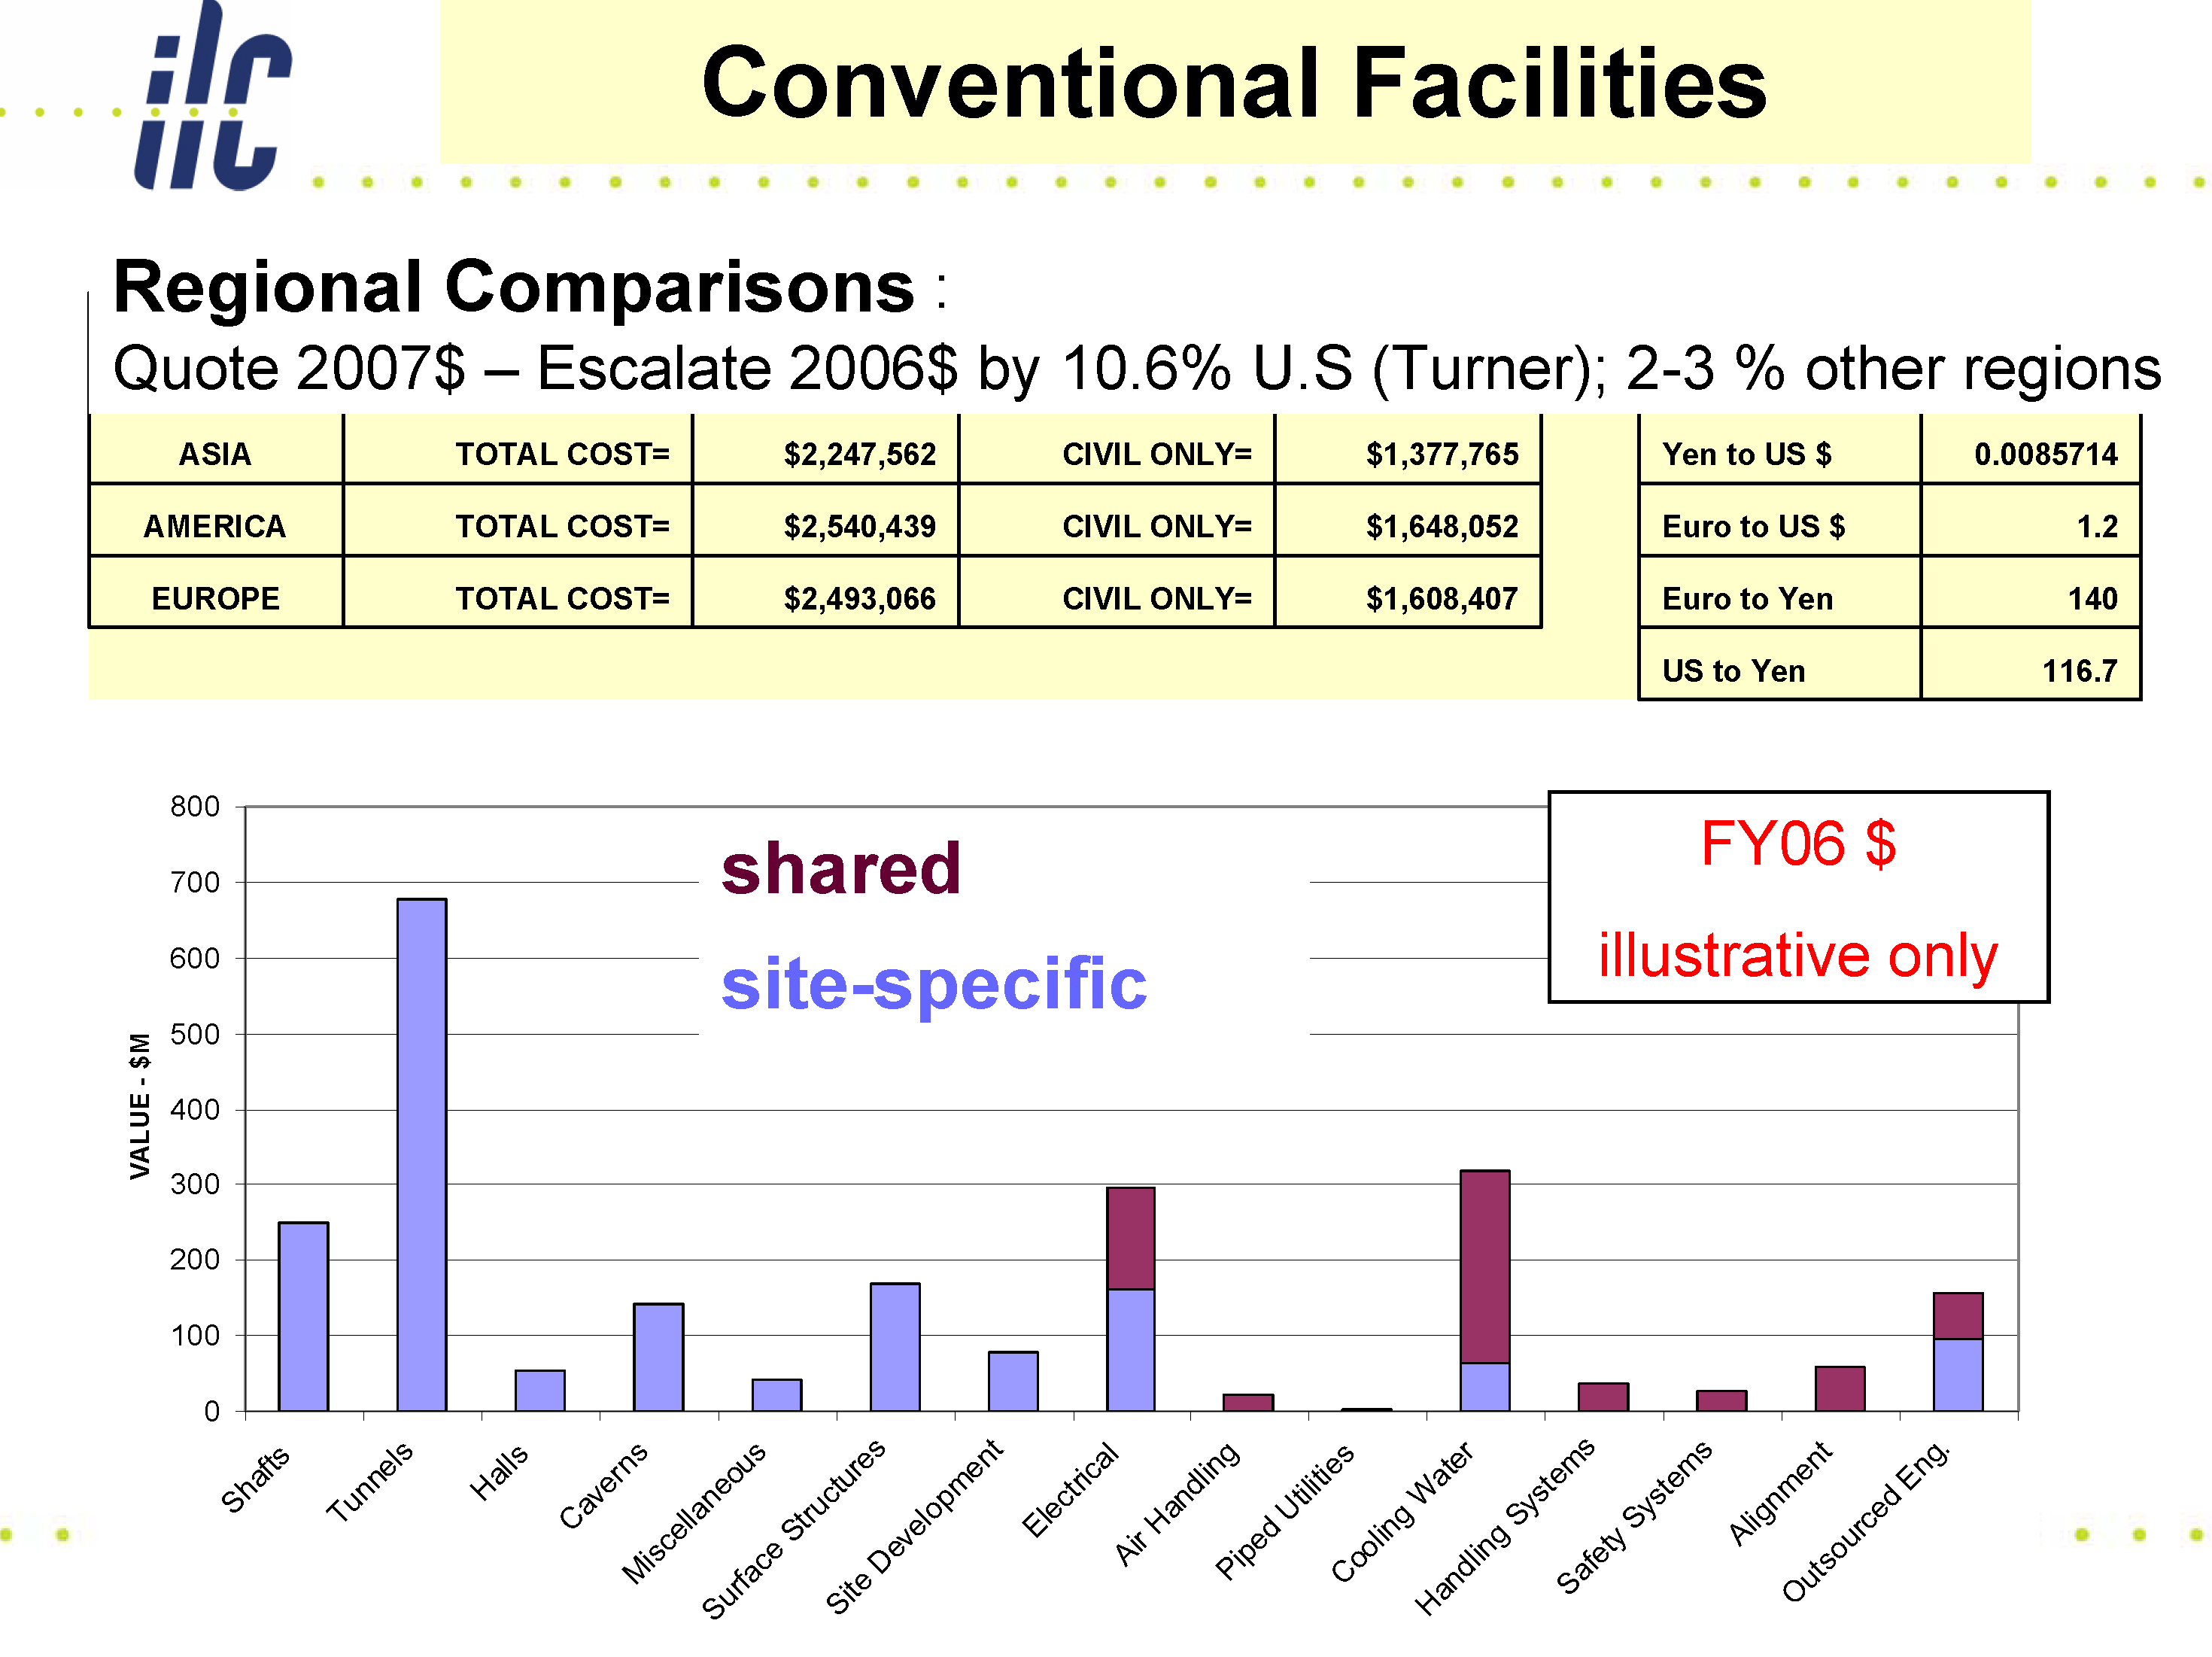 ilc
Conventional Facilities
Regional Comparisons :
Quote 2007$ – Escalate 2006$ by 10.6% U.S (Turner); 2-3 % other regions
ASIA TOTAL COST= $2,247,562 CIVIL ONLY= $1,377,765 Yen to US $ 0.0085714
AMERICA TOTAL COST= $2,540,439 CIVIL ONLY= $1,648,052 Euro to US $ 1.2
EUROPE TOTAL COST= $2,493,066 CIVIL ONLY= $1,608,407 Euro to Yen 140
US to Yen 116.7
FY06 $
illustrative only
shared
site-specific
VALUE - $M
800
700
600
500
400
300
200
100
0
Shafts
Tunnels
Halls
Caverns
Miscellaneous
Surface Structures
Site Development
Electrical
Air Handling
Piped Utilities
Cooling Water
Handling Systems
Safety Systems
Alignment
Outsourced Eng.